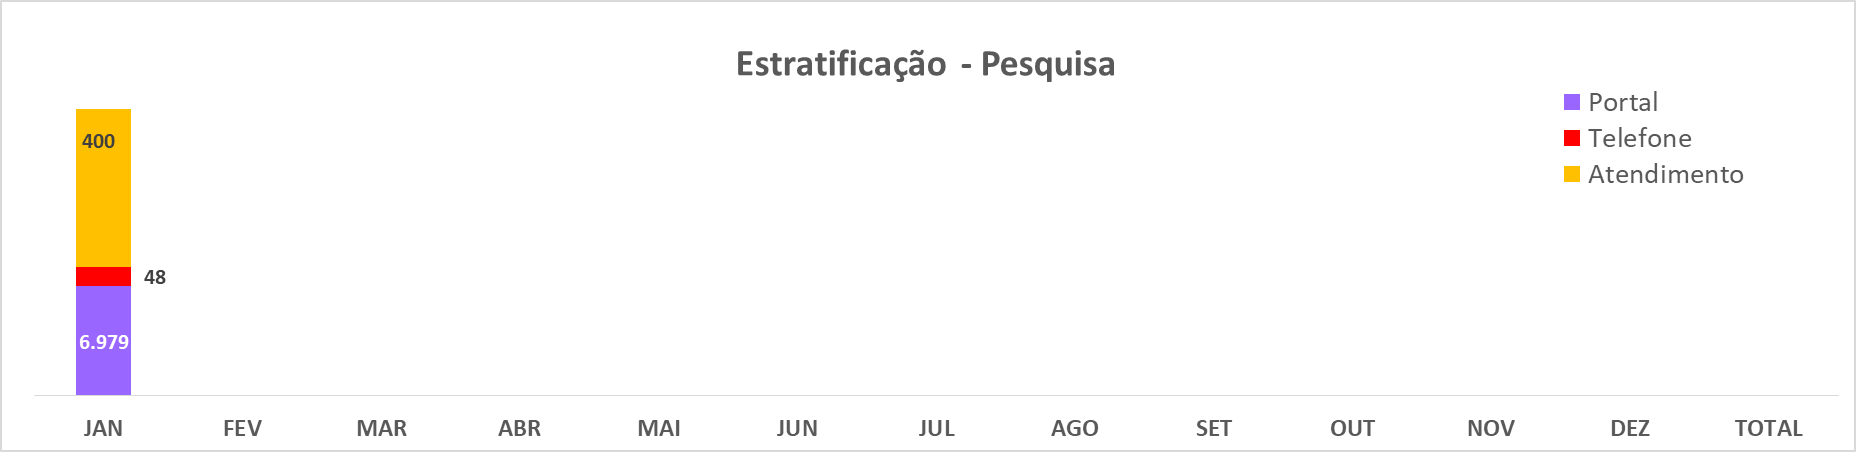 Estratificação - Pesquisa
Portal
Telefone
Atendimento
400
48
6.979
JAN FEV MAR ABR MAI JUN JUL AGO SET OUT NOV DEZ TOTAL